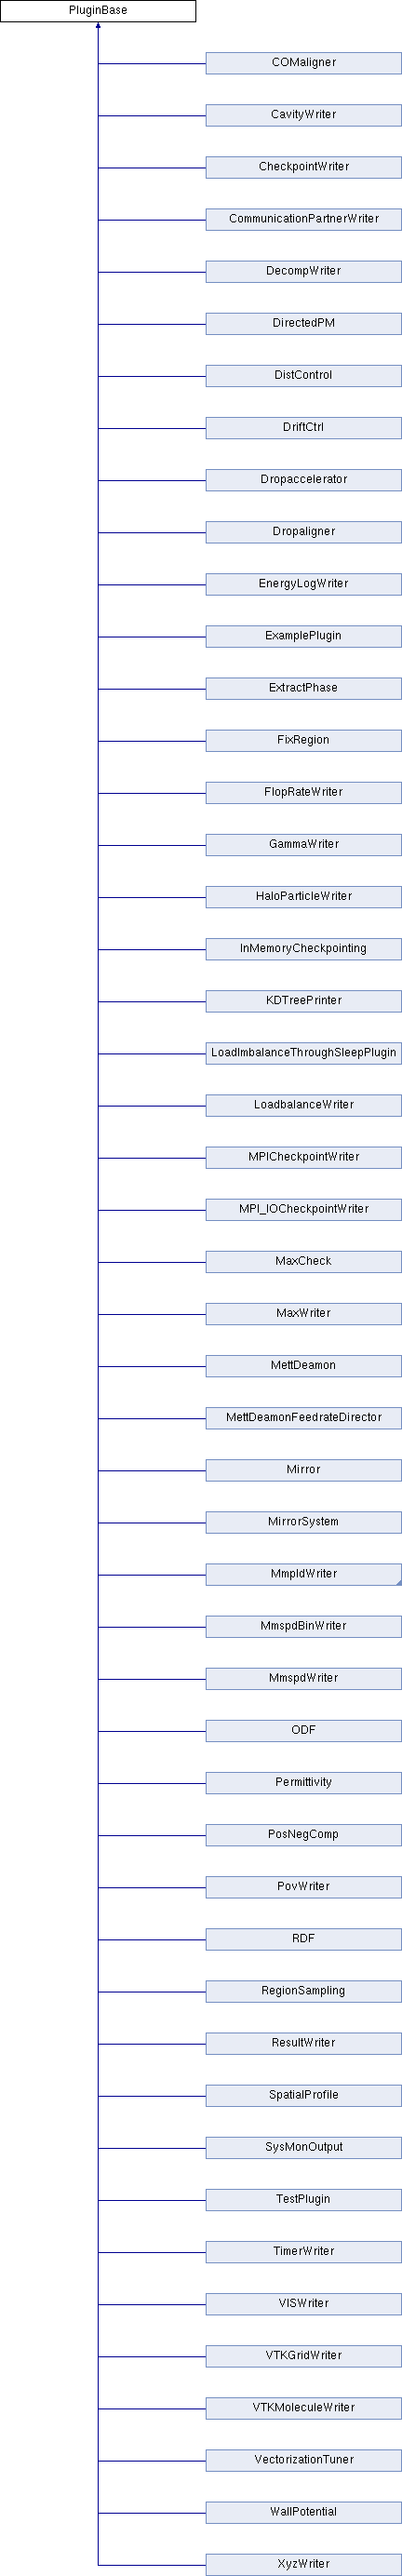 PluginBase
COMaligner
CavityWriter
CheckpointWriter
CommunicationPartnerWriter
DecompWriter
DirectedPM
DistControl
DriftCtrl
Dropaccelerator
Dropaligner
EnergyLogWriter
ExamplePlugin
ExtractPhase
FixRegion
FlopRateWriter
GammaWriter
HaloParticleWriter
InMemoryCheckpointing
KDTreePrinter
LoadImbalanceThroughSleepPlugin
LoadbalanceWriter
MPICheckpointWriter
MPI_IOCheckpointWriter
MaxCheck
MaxWriter
MettDeamon
MettDeamonFeedrateDirector
Mirror
MirrorSystem
MmpldWriter
MmspdBinWriter
MmspdWriter
ODF
Permittivity
PosNegComp
PovWriter
RDF
RegionSampling
ResultWriter
SpatialProfile
SysMonOutput
TestPlugin
TimerWriter
VISWriter
VTKGridWriter
VTKMoleculeWriter
VectorizationTuner
WallPotential
XyzWriter